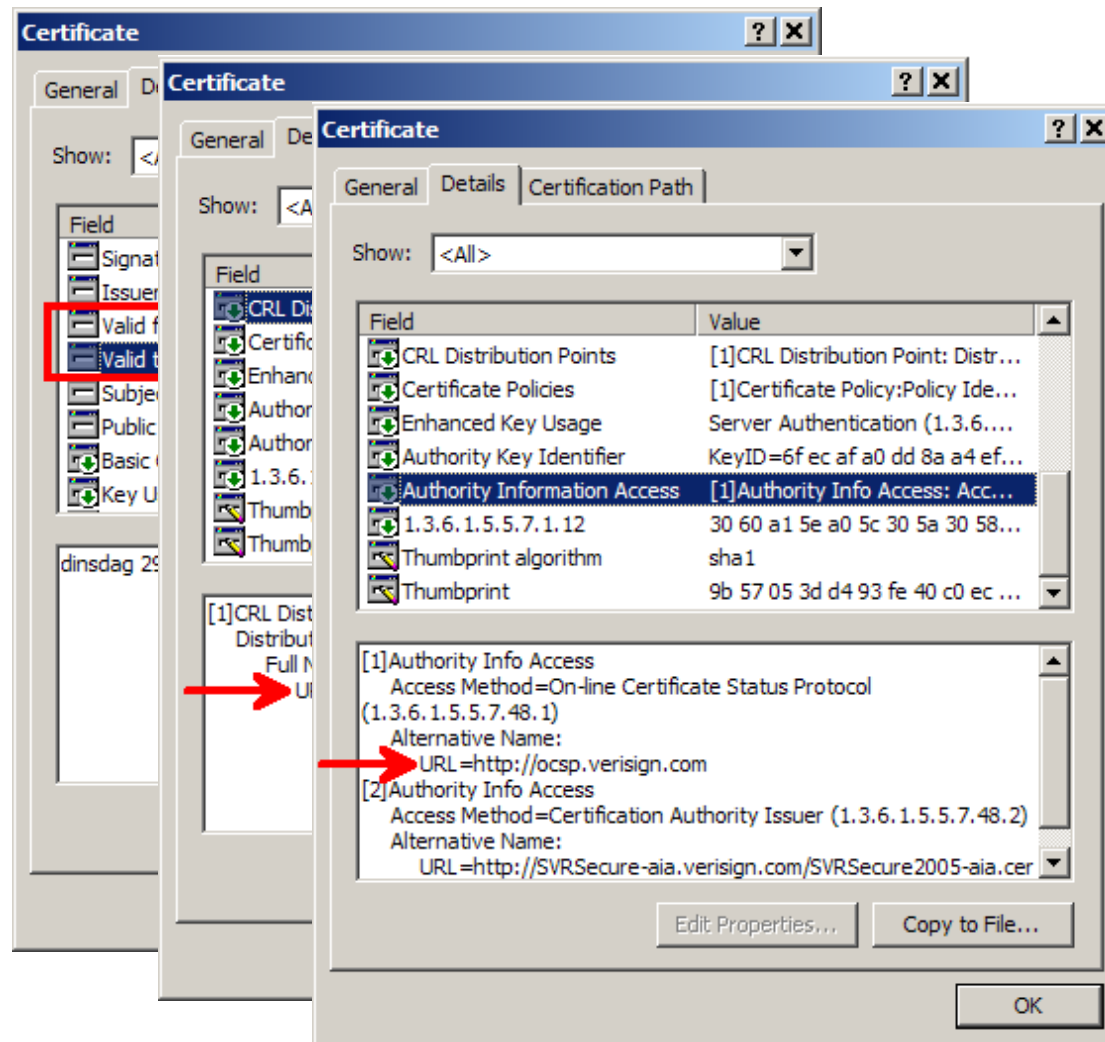 Certificate
General
Show:
Field
Signat
Issuer
Valid f
Valid t
Subje
Public
Basic
Key U
dinsdag 29
Certificate
General De
Show: <A
Field
CRL Di
Certific
Enhan
Author
Author
1.3.6.
Thumb
Thumb
[1]CRL Dist
Distribut
Full N
U
Certificate
General Details Certification Path
Show: <All>
Field Value
CRL Distribution Points [1]CRL Distribution Point: Distr...
Certificate Policies [1]Certificate Policy:Policy Ide...
Enhanced Key Usage Server Authentication (1.3.6....
Authority Key Identifier KeyID=6f ec af a0 dd 8a a4 ef...
Authority Information Access [1]Authority Info Access: Acc...
1.3.6.1.5.5.7.1.12 30 60 a1 5e a0 5c 30 5a 30 58...
Thumbprint algorithm sha1
Thumbprint 9b 57 05 3d d4 93 fe 40 c0 ec ...
[1]Authority Info Access
Access Method=On-line Certificate Status Protocol
(1.3.6.1.5.5.7.48.1)
Alternative Name:
URL=http://ocsp.verisign.com
[2]Authority Info Access
Access Method=Certification Authority Issuer (1.3.6.1.5.5.7.48.2)
Alternative Name:
URL=http://SVRSecure-aia.verisign.com/SVRSecure2005-aia.cer
Edit Properties... Copy to File...
OK